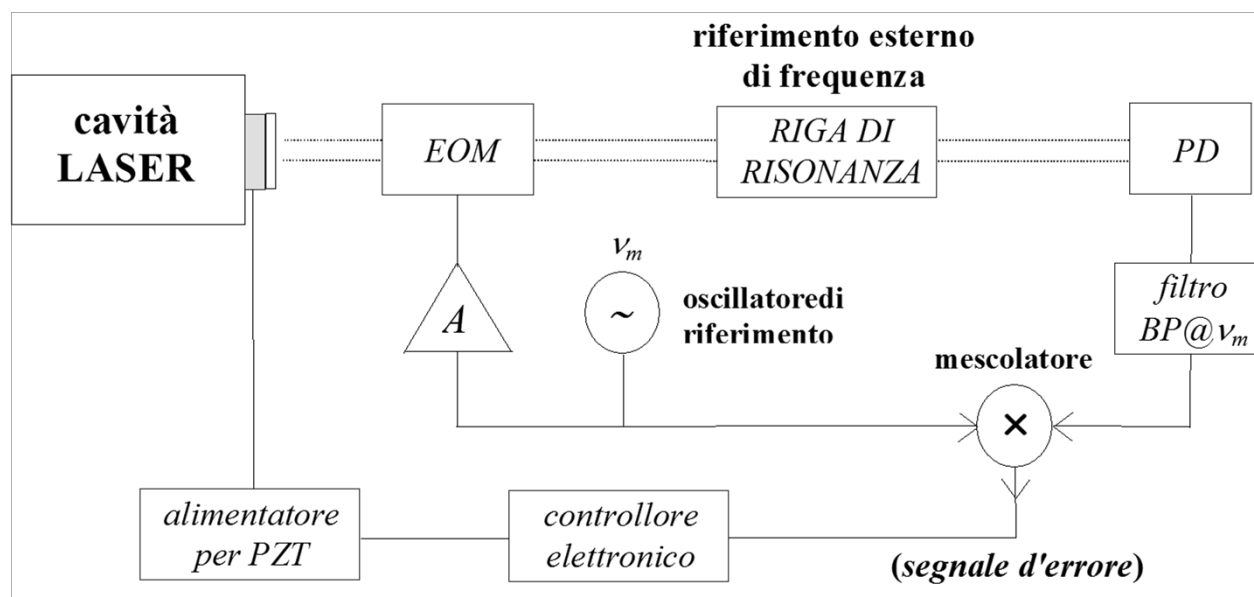 riferimento esterno
di frequenza
cavità
LASER
EOM
RIGA DI
RISONANZA
PD
νm
A
~
oscillatoredi
riferimento
filtro
BP@νm
mescolatore
×
alimentatore
per PZT
controllore
elettronico
(segnale d'errore)